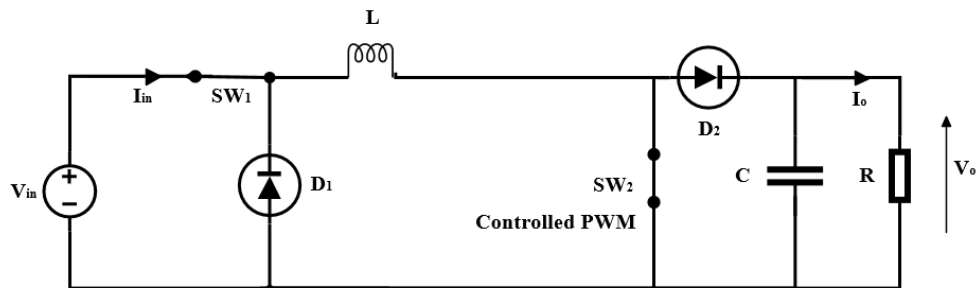 L
Iin
SW1
D2
Io
Vin
+
−
D1
SW2
Controlled PWM
C
R
Vo